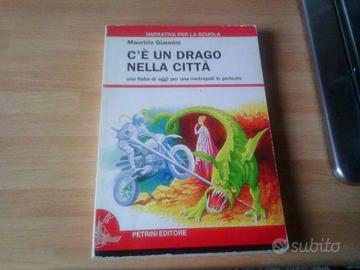 NARRATIVA PER LA SCUOLA
Maurizio Giannini
C'È UN DRAGO
NELLA CITTÀ
una fiaba di oggi per una metropoli in pericolo
PETRINI EDITORE
subito